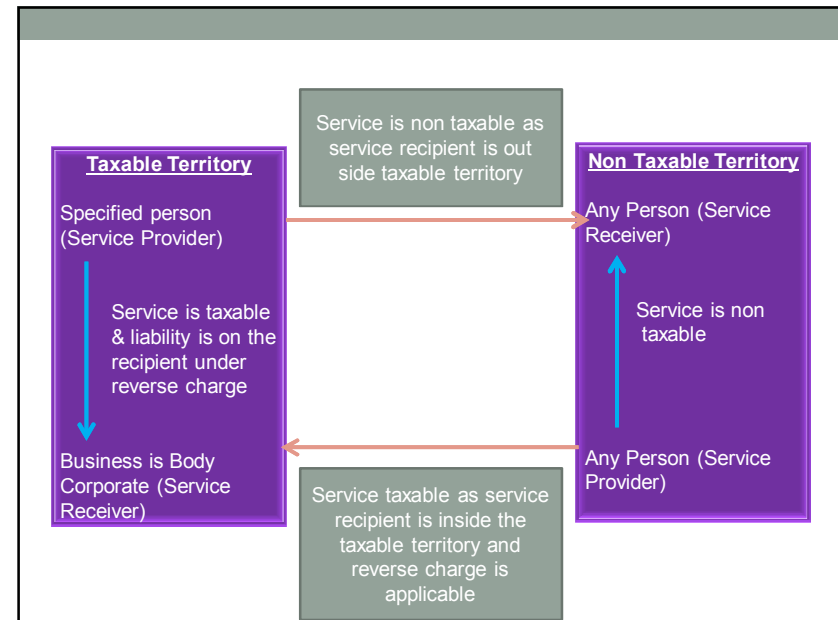 Service is non taxable as
service recipient is out
side taxable territory
Taxable Territory
Specified person
(Service Provider)
Service is taxable
& liability is on the
recipient under
reverse charge
Business is Body
Corporate (Service
Receiver)
Non Taxable Territory
Any Person (Service
Receiver)
Service is non
taxable
Any Person (Service
Provider)
Service taxable as service
recipient is inside the
taxable territory and
reverse charge is
applicable